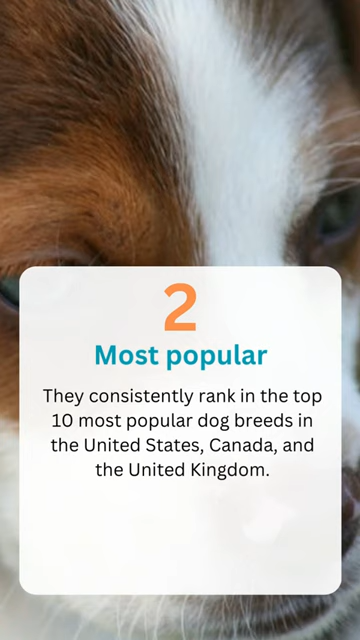 2
Most popular
They consistently rank in the top
10 most popular dog breeds in
the United States, Canada, and
the United Kingdom.